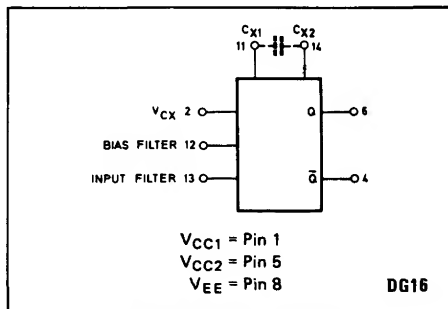 CX1 CX2
11 14
VCX 2 Q 6
BIAS FILTER 12
INPUT FILTER 13 Q̅ 4
VCC1 = Pin 1
VCC2 = Pin 5
VEE = Pin 8
DG16